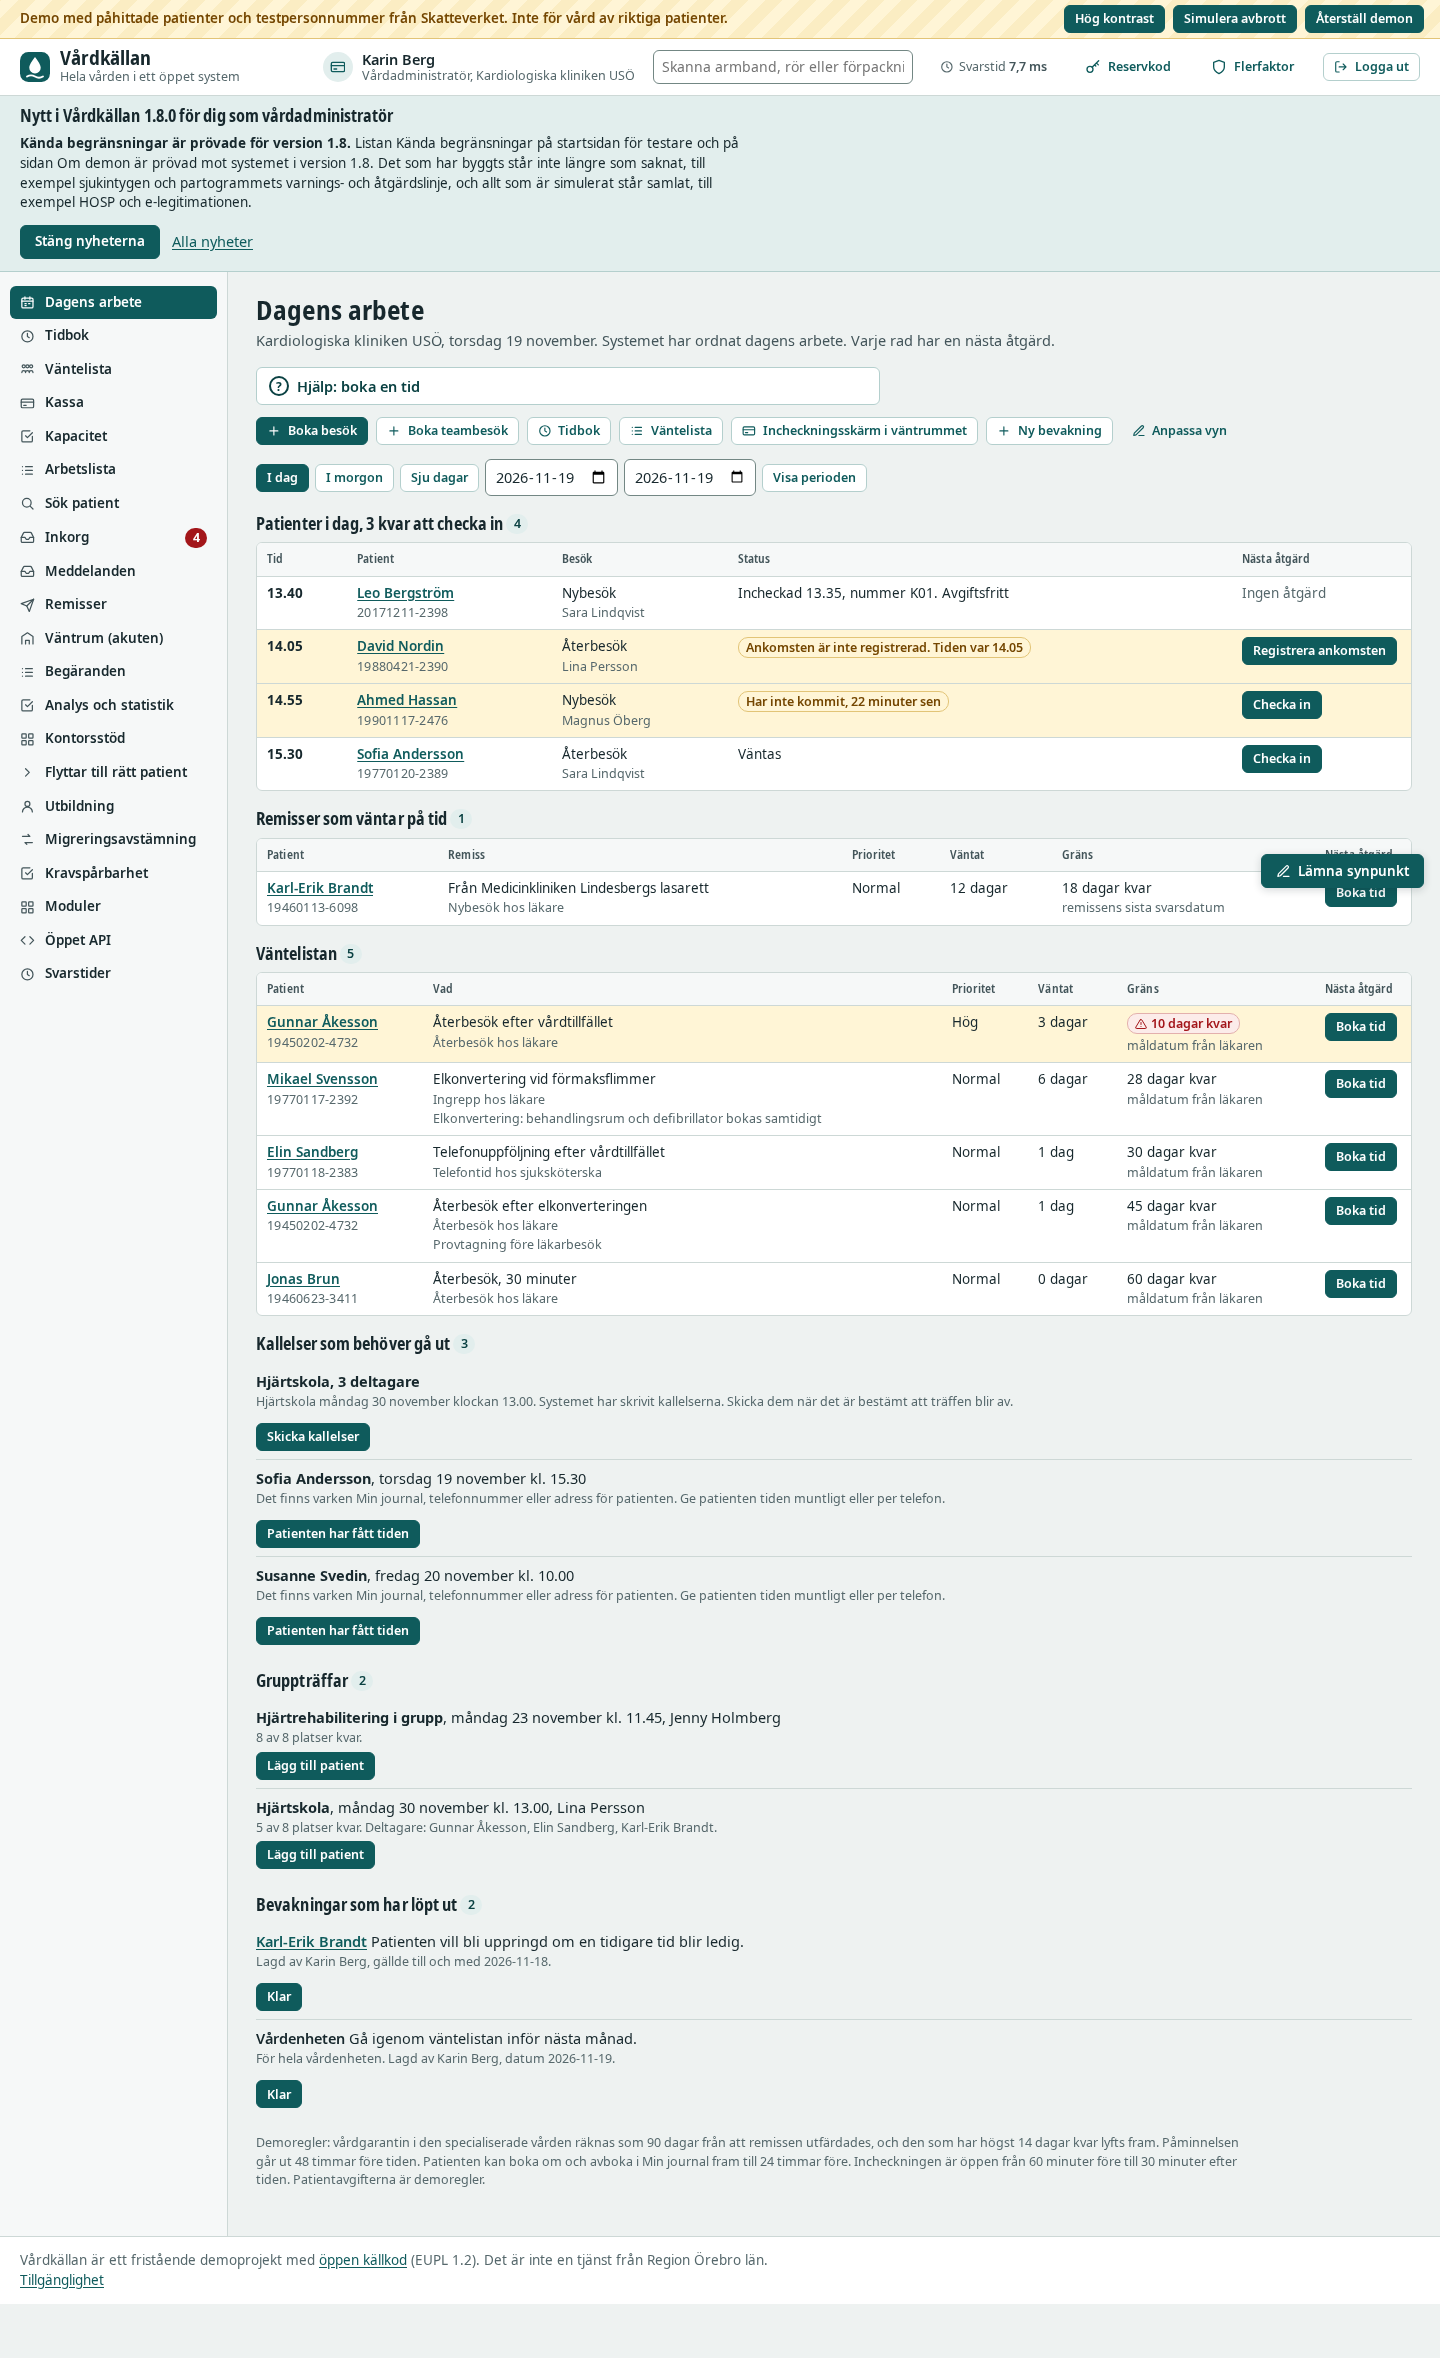 Demo med påhittade patienter och testpersonnummer från Skatteverket. Inte för vård av riktiga patienter.
Hög kontrast
Simulera avbrott
Återställ demon
Vårdkällan
Hela vården i ett öppet system
Karin Berg
Vårdadministratör, Kardiologiska kliniken USÖ
Skanna armband, rör eller förpackni
Svarstid 7,7 ms
Reservkod
Flerfaktor
Logga ut
Nytt i Vårdkällan 1.8.0 för dig som vårdadministratör
Kända begränsningar är prövade för version 1.8. Listan Kända begränsningar på startsidan för testare och på
sidan Om demon är prövad mot systemet i version 1.8. Det som har byggts står inte längre som saknat, till
exempel sjukintygen och partogrammets varnings- och åtgärdslinje, och allt som är simulerat står samlat, till
exempel HOSP och e-legitimationen.
Stäng nyheterna
Alla nyheter
Dagens arbete
Tidbok
Väntelista
Kassa
Kapacitet
Arbetslista
Sök patient
Inkorg 4
Meddelanden
Remisser
Väntrum (akuten)
Begäranden
Analys och statistik
Kontorsstöd
Flyttar till rätt patient
Utbildning
Migreringsavstämning
Kravspårbarhet
Moduler
Öppet API
Svarstider
Dagens arbete
Kardiologiska kliniken USÖ, torsdag 19 november. Systemet har ordnat dagens arbete. Varje rad har en nästa åtgärd.
? Hjälp: boka en tid
Boka besök
Boka teambesök
Tidbok
Väntelista
Incheckningsskärm i väntrummet
Ny bevakning
Anpassa vyn
I dag
I morgon
Sju dagar
2026-11-19
2026-11-19
Visa perioden
Patienter i dag, 3 kvar att checka in 4
Tid Patient Besök Status Nästa åtgärd
13.40 Leo Bergström Nybesök Incheckad 13.35, nummer K01. Avgiftsfritt Ingen åtgärd
20171211-2398 Sara Lindqvist
14.05 David Nordin Återbesök Ankomsten är inte registrerad. Tiden var 14.05 Registrera ankomsten
19880421-2390 Lina Persson
14.55 Ahmed Hassan Nybesök Har inte kommit, 22 minuter sen Checka in
19901117-2476 Magnus Öberg
15.30 Sofia Andersson Återbesök Väntas Checka in
19770120-2389 Sara Lindqvist
Remisser som väntar på tid 1
Patient Remiss Prioritet Väntat Gräns
Lämna synpunkt
Karl-Erik Brandt Från Medicinkliniken Lindesbergs lasarett Normal 12 dagar 18 dagar kvar Boka tid
19460113-6098 Nybesök hos läkare remissens sista svarsdatum
Väntelistan 5
Patient Vad Prioritet Väntat Gräns Nästa åtgärd
Gunnar Åkesson Återbesök efter vårdtillfället Hög 3 dagar 10 dagar kvar Boka tid
19450202-4732 Återbesök hos läkare måldatum från läkaren
Mikael Svensson Elkonvertering vid förmaksflimmer Normal 6 dagar 28 dagar kvar Boka tid
19770117-2392 Ingrepp hos läkare måldatum från läkaren
Elkonvertering: behandlingsrum och defibrillator bokas samtidigt
Elin Sandberg Telefonuppföljning efter vårdtillfället Normal 1 dag 30 dagar kvar Boka tid
19770118-2383 Telefontid hos sjuksköterska måldatum från läkaren
Gunnar Åkesson Återbesök efter elkonverteringen Normal 1 dag 45 dagar kvar Boka tid
19450202-4732 Återbesök hos läkare måldatum från läkaren
Provtagning före läkarbesök
Jonas Brun Återbesök, 30 minuter Normal 0 dagar 60 dagar kvar Boka tid
19460623-3411 Återbesök hos läkare måldatum från läkaren
Kallelser som behöver gå ut 3
Hjärtskola, 3 deltagare
Hjärtskola måndag 30 november klockan 13.00. Systemet har skrivit kallelserna. Skicka dem när det är bestämt att träffen blir av.
Skicka kallelser
Sofia Andersson, torsdag 19 november kl. 15.30
Det finns varken Min journal, telefonnummer eller adress för patienten. Ge patienten tiden muntligt eller per telefon.
Patienten har fått tiden
Susanne Svedin, fredag 20 november kl. 10.00
Det finns varken Min journal, telefonnummer eller adress för patienten. Ge patienten tiden muntligt eller per telefon.
Patienten har fått tiden
Gruppträffar 2
Hjärtrehabilitering i grupp, måndag 23 november kl. 11.45, Jenny Holmberg
8 av 8 platser kvar.
Lägg till patient
Hjärtskola, måndag 30 november kl. 13.00, Lina Persson
5 av 8 platser kvar. Deltagare: Gunnar Åkesson, Elin Sandberg, Karl-Erik Brandt.
Lägg till patient
Bevakningar som har löpt ut 2
Karl-Erik Brandt Patienten vill bli uppringd om en tidigare tid blir ledig.
Lagd av Karin Berg, gällde till och med 2026-11-18.
Klar
Vårdenheten Gå igenom väntelistan inför nästa månad.
För hela vårdenheten. Lagd av Karin Berg, datum 2026-11-19.
Klar
Demoregler: vårdgarantin i den specialiserade vården räknas som 90 dagar från att remissen utfärdades, och den som har högst 14 dagar kvar lyfts fram. Påminnelsen
går ut 48 timmar före tiden. Patienten kan boka om och avboka i Min journal fram till 24 timmar före. Incheckningen är öppen från 60 minuter före till 30 minuter efter
tiden. Patientavgifterna är demoregler.
Vårdkällan är ett fristående demoprojekt med öppen källkod (EUPL 1.2). Det är inte en tjänst från Region Örebro län.
Tillgänglighet